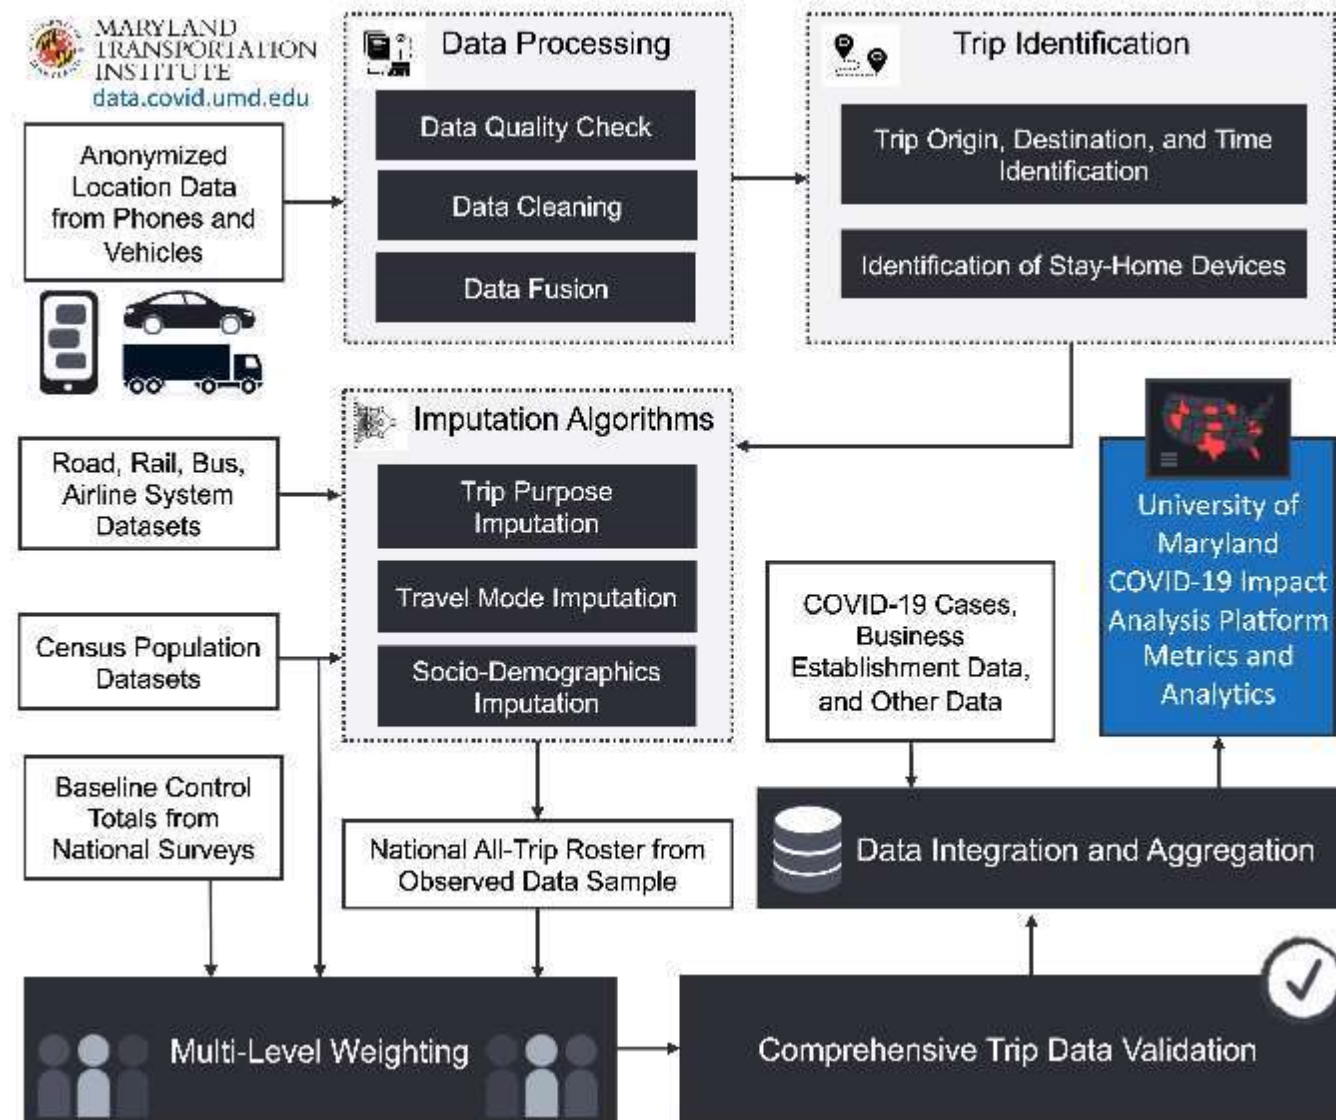 MARYLAND
TRANSPORTATION
INSTITUTE
data.covid.umd.edu
Data Processing
Data Quality Check
Data Cleaning
Data Fusion
Trip Identification
Trip Origin, Destination, and Time
Identification
Identification of Stay-Home Devices
Anonymized
Location Data
from Phones and
Vehicles
Imputation Algorithms
Trip Purpose
Imputation
Travel Mode Imputation
Socio-Demographics
Imputation
Road, Rail, Bus,
Airline System
Datasets
Census Population
Datasets
Baseline Control
Totals from
National Surveys
National All-Trip Roster from
Observed Data Sample
COVID-19 Cases,
Business
Establishment Data,
and Other Data
University of
Maryland
COVID-19 Impact
Analysis Platform
Metrics and
Analytics
Data Integration and Aggregation
Multi-Level Weighting
Comprehensive Trip Data Validation